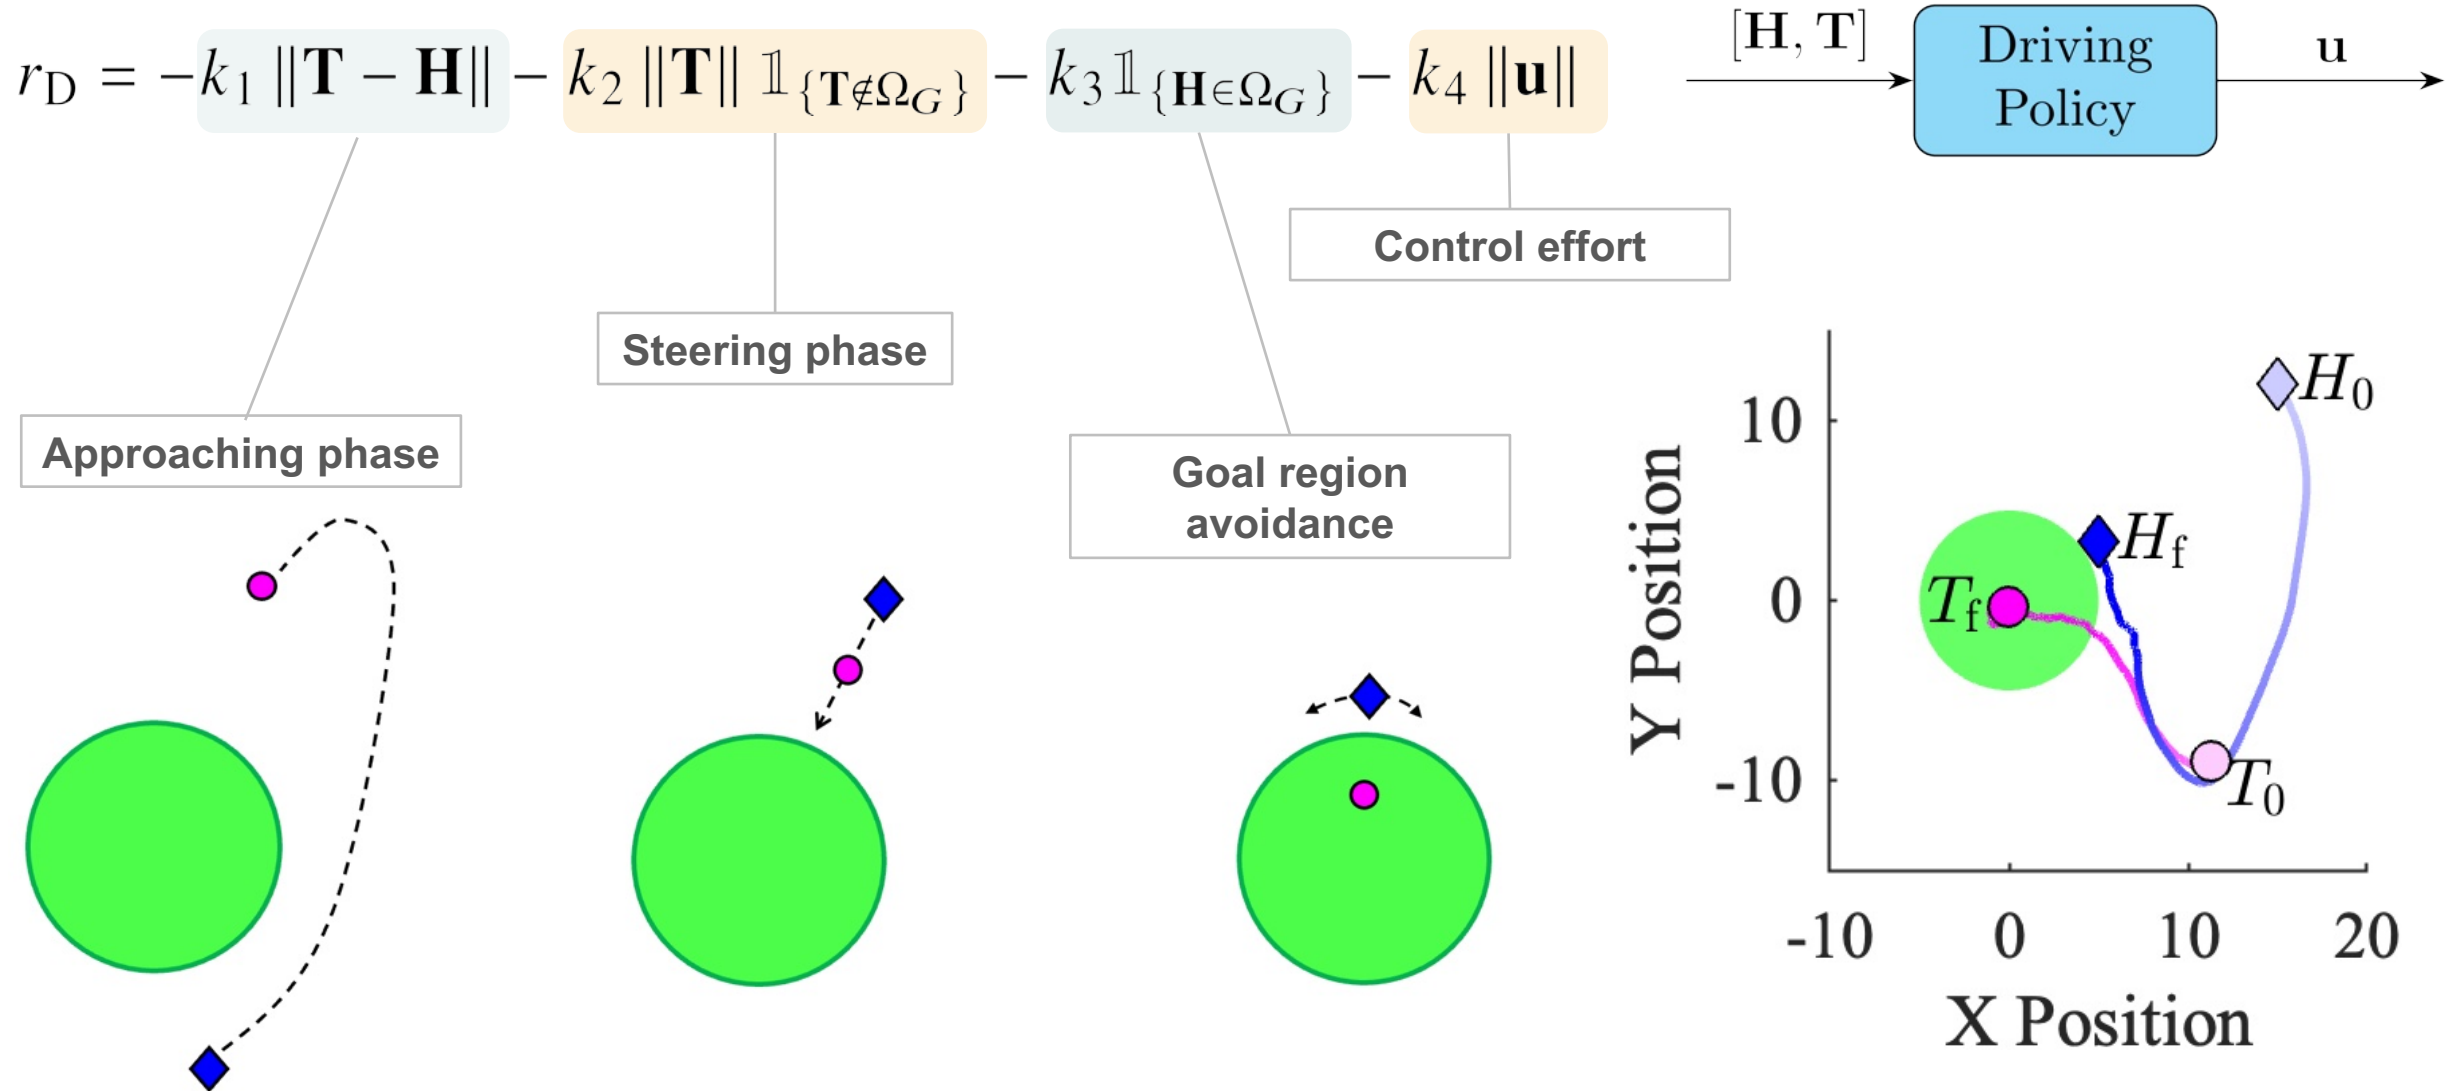 r_D = −k_1 ‖T − H‖ − k_2 ‖T‖ 𝟙_{T∉Ω_G} − k_3 𝟙_{H∈Ω_G} − k_4 ‖u‖
[H, T]
Driving
Policy
u
Control effort
Steering phase
Approaching phase
Goal region
avoidance
Y Position
10
0
-10
H_0
H_f
T_f
T_0
-10 0 10 20
X Position